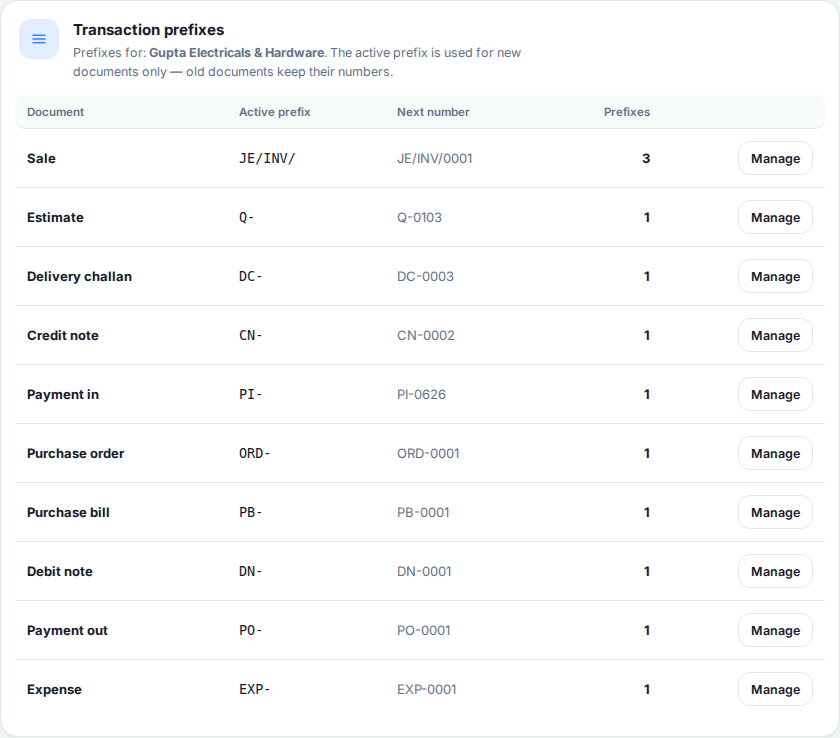 Transaction prefixes
Prefixes for: Gupta Electricals & Hardware. The active prefix is used for new
documents only — old documents keep their numbers.
Document Active prefix Next number Prefixes
Sale JE/INV/ JE/INV/0001 3 Manage
Estimate Q- Q-0103 1 Manage
Delivery challan DC- DC-0003 1 Manage
Credit note CN- CN-0002 1 Manage
Payment in PI- PI-0626 1 Manage
Purchase order ORD- ORD-0001 1 Manage
Purchase bill PB- PB-0001 1 Manage
Debit note DN- DN-0001 1 Manage
Payment out PO- PO-0001 1 Manage
Expense EXP- EXP-0001 1 Manage